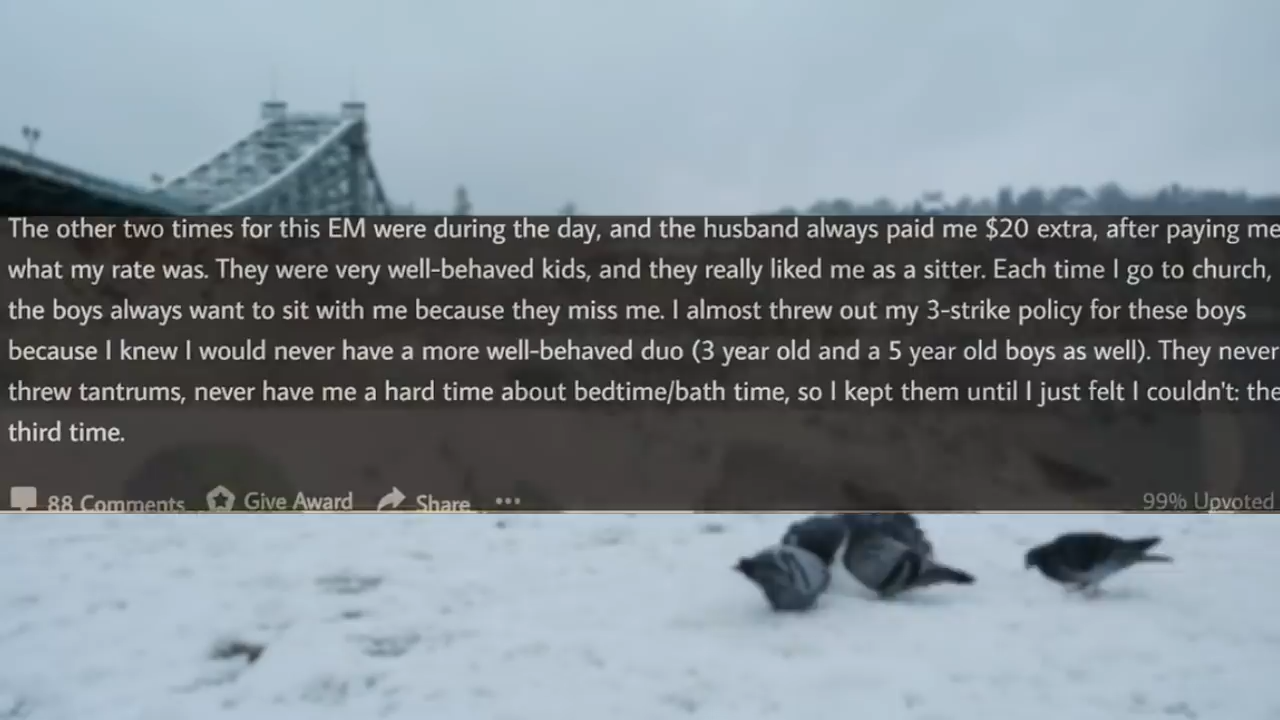 The other two times for this EM were during the day, and the husband always paid me $20 extra, after paying me
what my rate was. They were very well-behaved kids, and they really liked me as a sitter. Each time I go to church,
the boys always want to sit with me because they miss me. I almost threw out my 3-strike policy for these boys
because I knew I would never have a more well-behaved duo (3 year old and a 5 year old boys as well). They never
threw tantrums, never have me a hard time about bedtime/bath time, so I kept them until I just felt I couldn't: the
third time.
88 Comments Give Award Share ••• 99% Upvoted